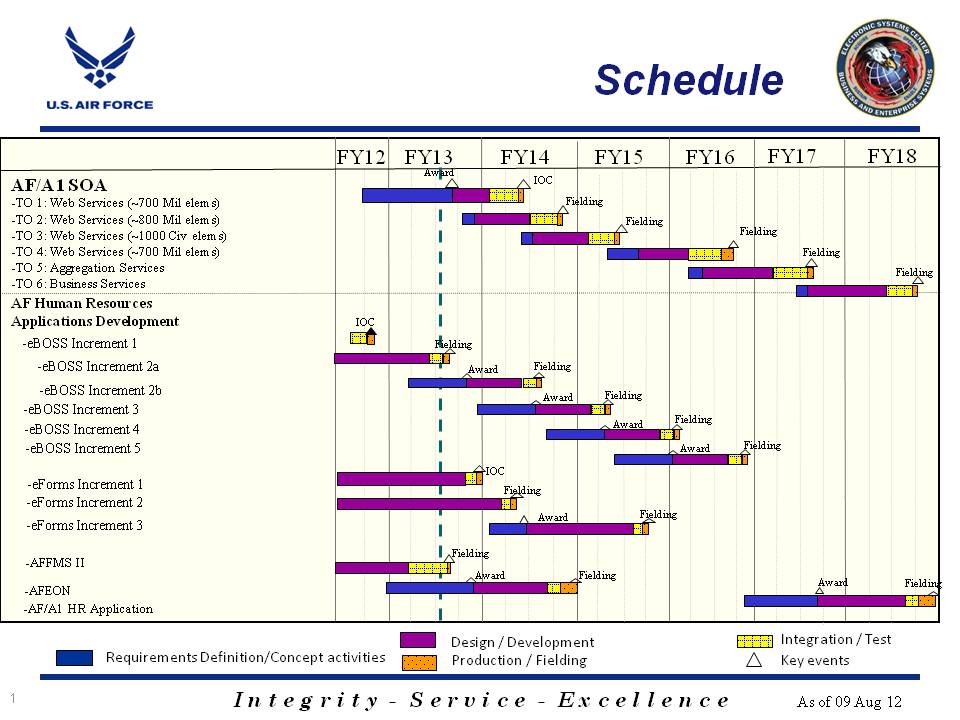 U.S. AIR FORCE
Schedule
ELECTRONIC SYSTEMS CENTER
BUSINESS AND ENTERPRISE SYSTEMS
FY12 FY13 FY14 FY15 FY16 FY17 FY18
AF/A1 SOA
Award
IOC
-TO 1: Web Services (~700 Mil elems)
Fielding
-TO 2: Web Services (~800 Mil elems)
Fielding
-TO 3: Web Services (~1000 Civ elems)
Fielding
-TO 4: Web Services (~700 Mil elems)
Fielding
-TO 5: Aggregation Services
Fielding
-TO 6: Business Services
AF Human Resources
Applications Development
IOC
-eBOSS Increment 1
Fielding
-eBOSS Increment 2a
Award Fielding
-eBOSS Increment 2b
Award Fielding
-eBOSS Increment 3
Award Fielding
-eBOSS Increment 4
Award Fielding
-eBOSS Increment 5
IOC
-eForms Increment 1
Fielding
-eForms Increment 2
Award Fielding
-eForms Increment 3
Fielding
-AFFMS II
Award Fielding Award Fielding
-AFEON
-AF/A1 HR Application
Requirements Definition/Concept activities
Design / Development
Production / Fielding
Integration / Test
Key events
1
Integrity - Service - Excellence
As of 09 Aug 12